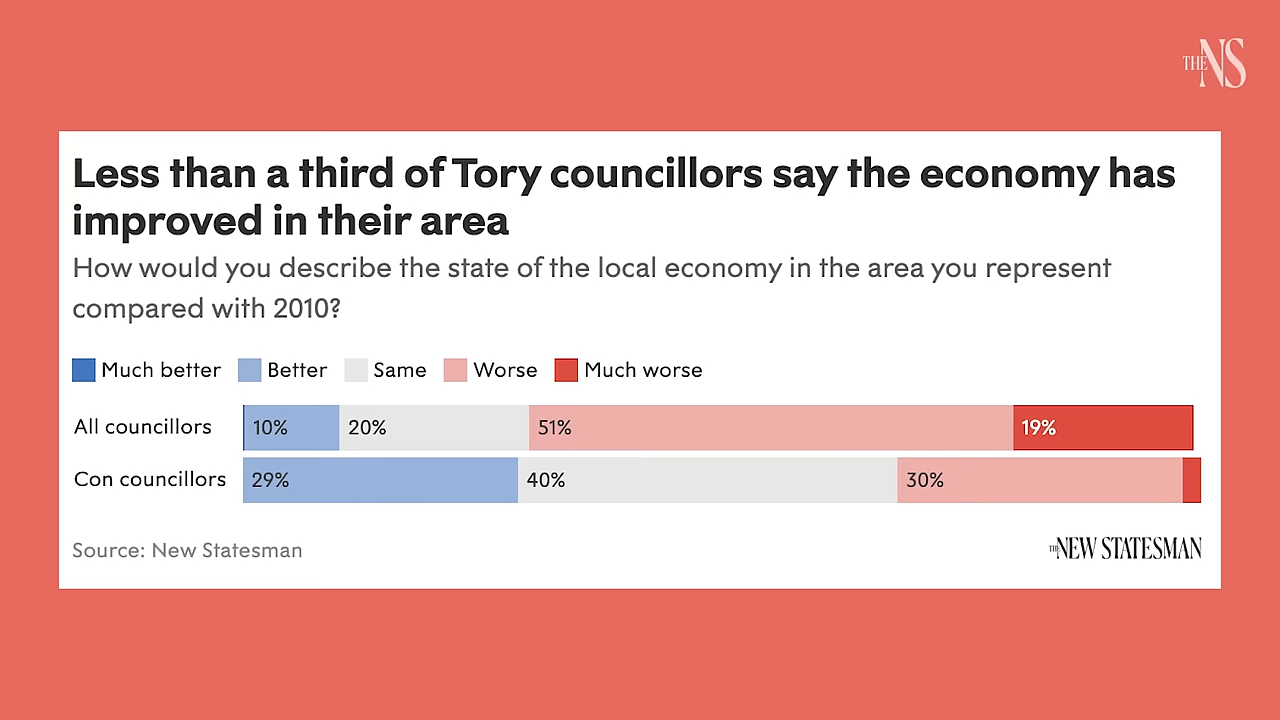 THE NS
Less than a third of Tory councillors say the economy has
improved in their area
How would you describe the state of the local economy in the area you represent
compared with 2010?
Much better Better Same Worse Much worse
All councillors 10% 20% 51% 19%
Con councillors 29% 40% 30%
Source: New Statesman THE NEW STATESMAN